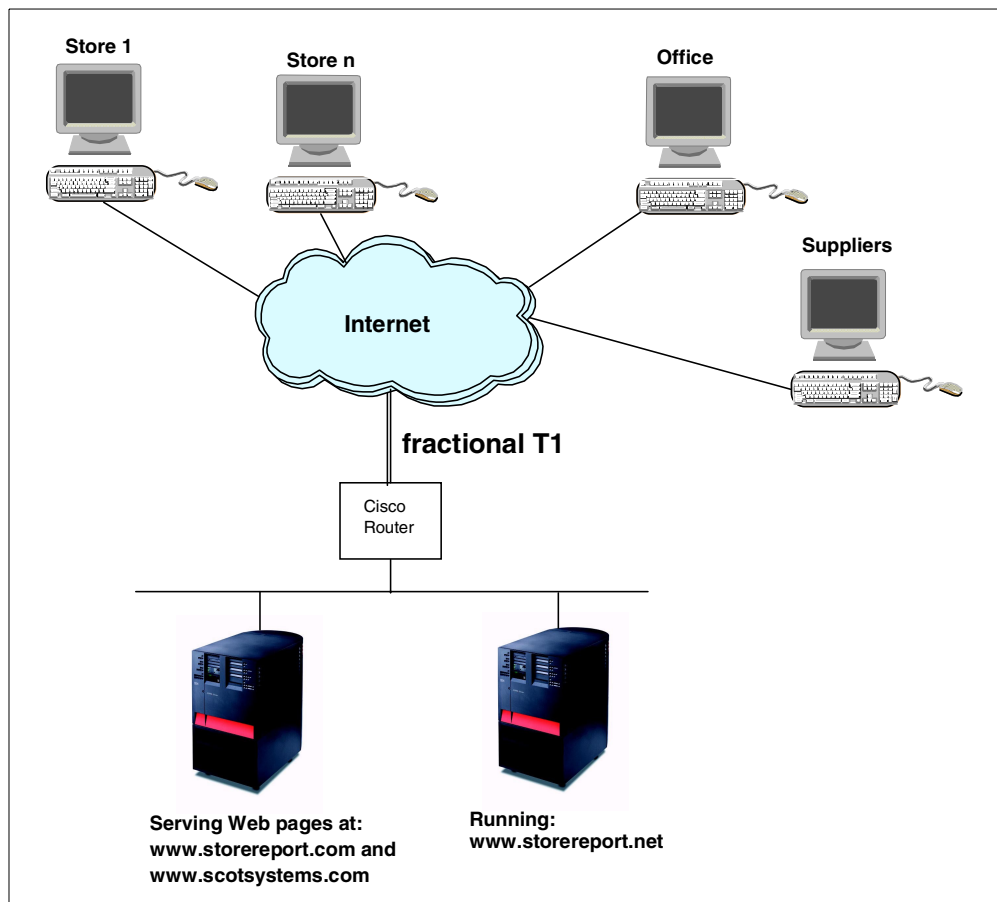 Store 1
Store n
Office
Suppliers
Internet
fractional T1
Cisco
Router
Serving Web pages at:
www.storereport.com and
www.scotsystems.com
Running:
www.storereport.net